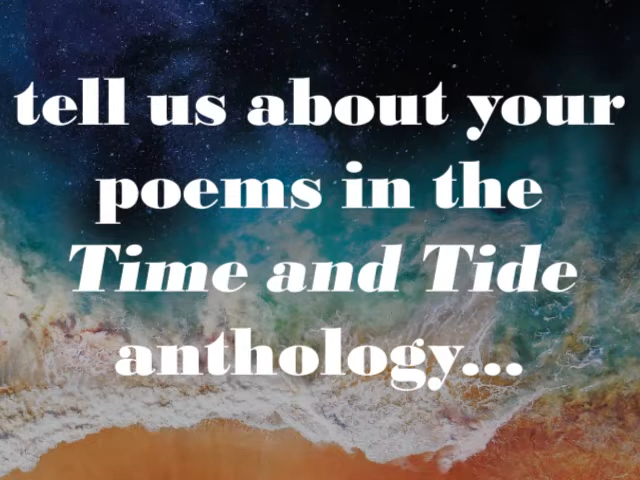 tell us about your
poems in the
Time and Tide
anthology...